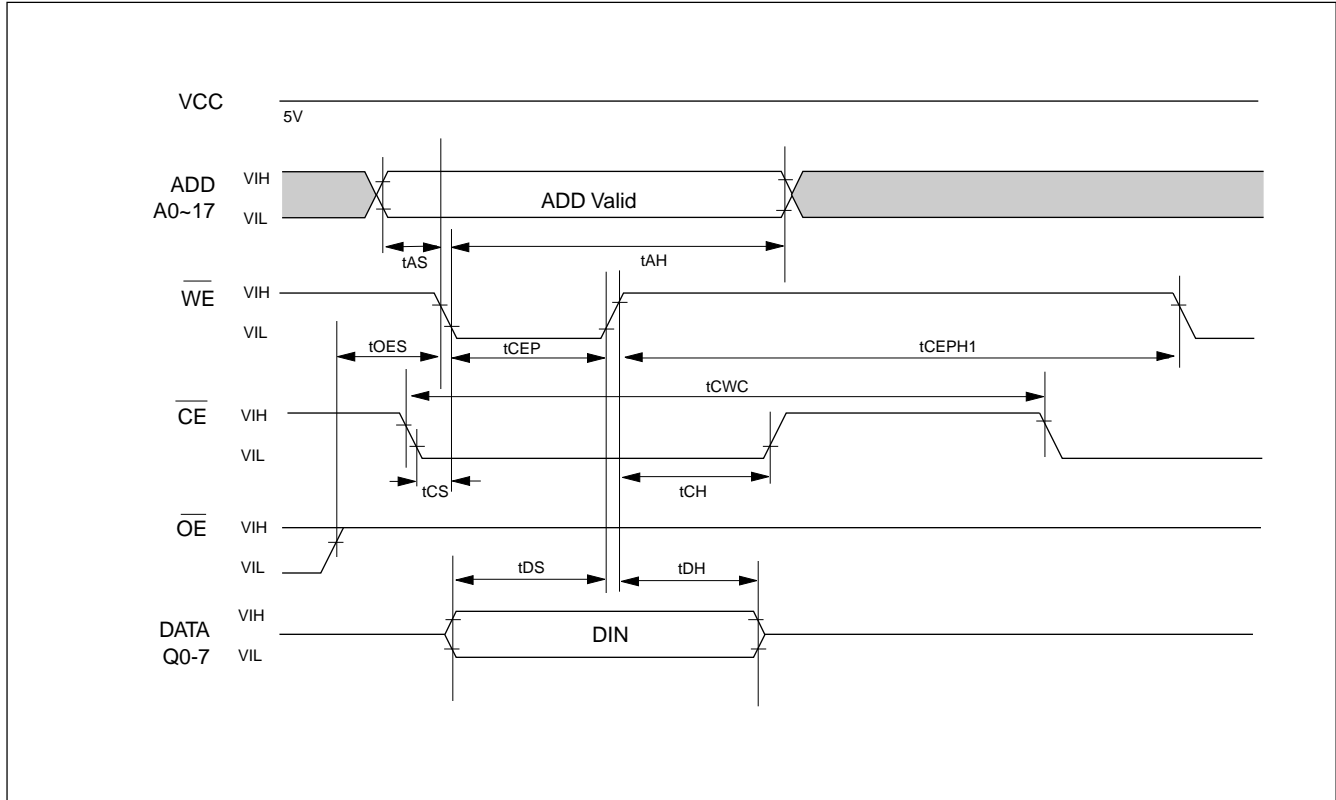 VCC
5V
ADD
A0~17
VIH
VIL
ADD Valid
tAS
tAH
WE
VIH
VIL
tOES
tCEP
tCEPH1
tCWC
CE
VIH
VIL
tCS
tCH
OE
VIH
VIL
tDS
tDH
DATA
Q0-7
VIH
VIL
DIN